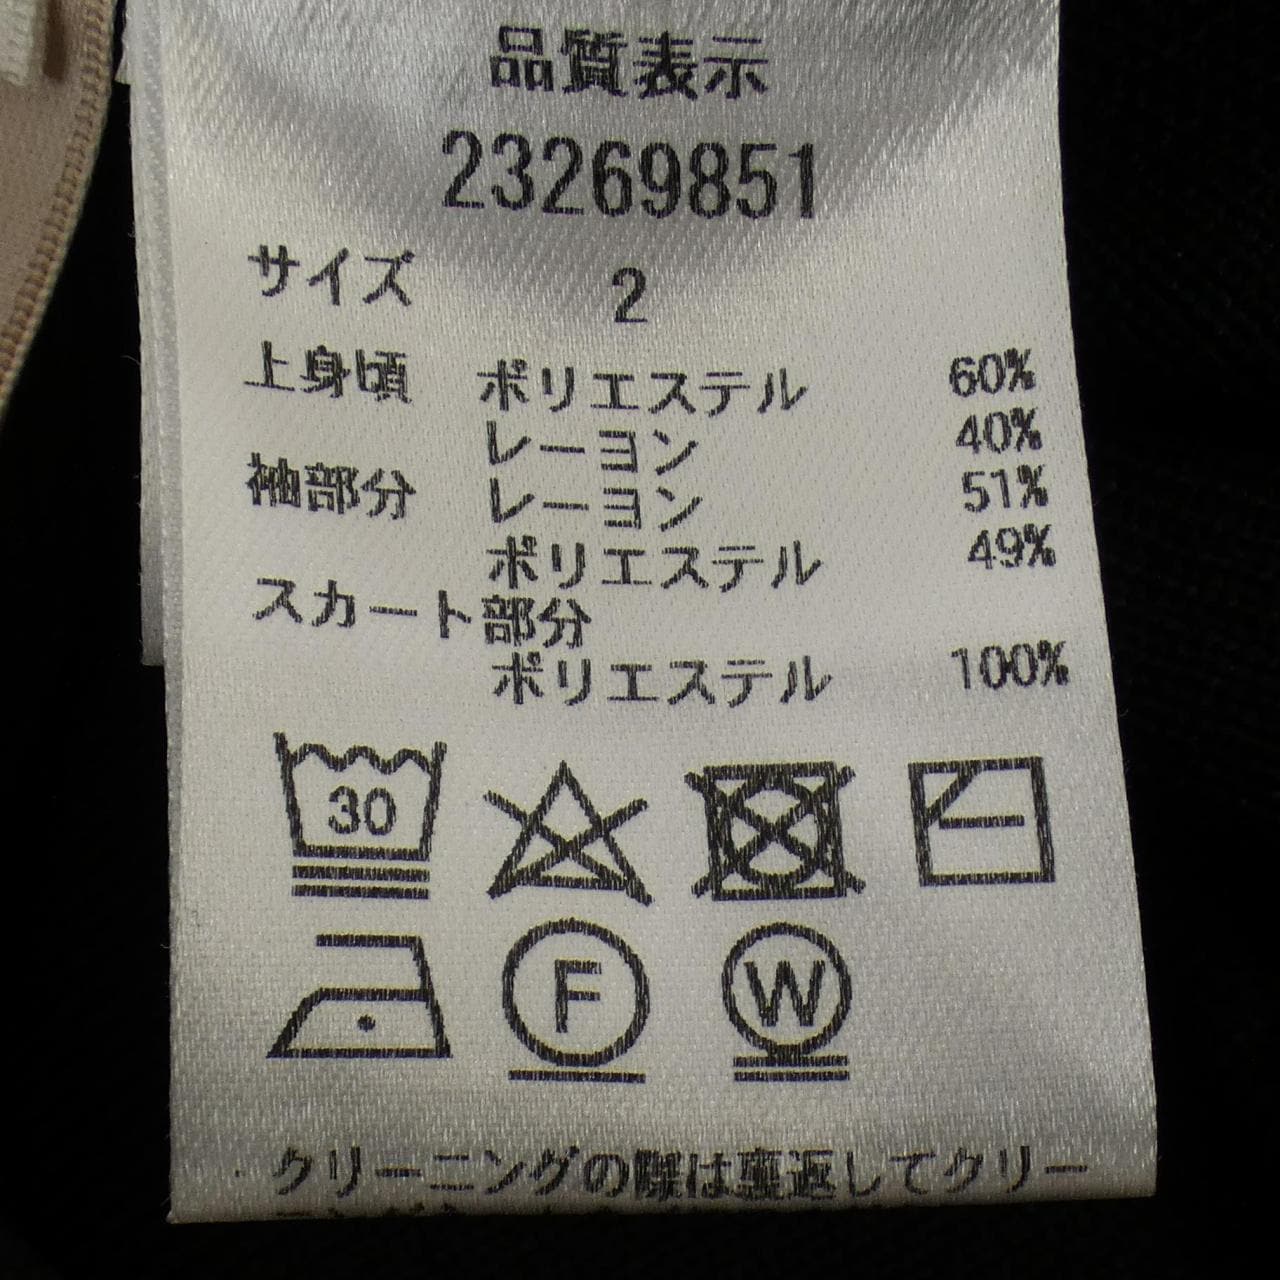 品質表示
23269851
サイズ 2
上身頃 ポリエステル 60%
レーヨン 40%
袖部分 レーヨン 51%
ポリエステル 49%
スカート部分
ポリエステル 100%
30
F W
クリーニングの際は裏返してクリー